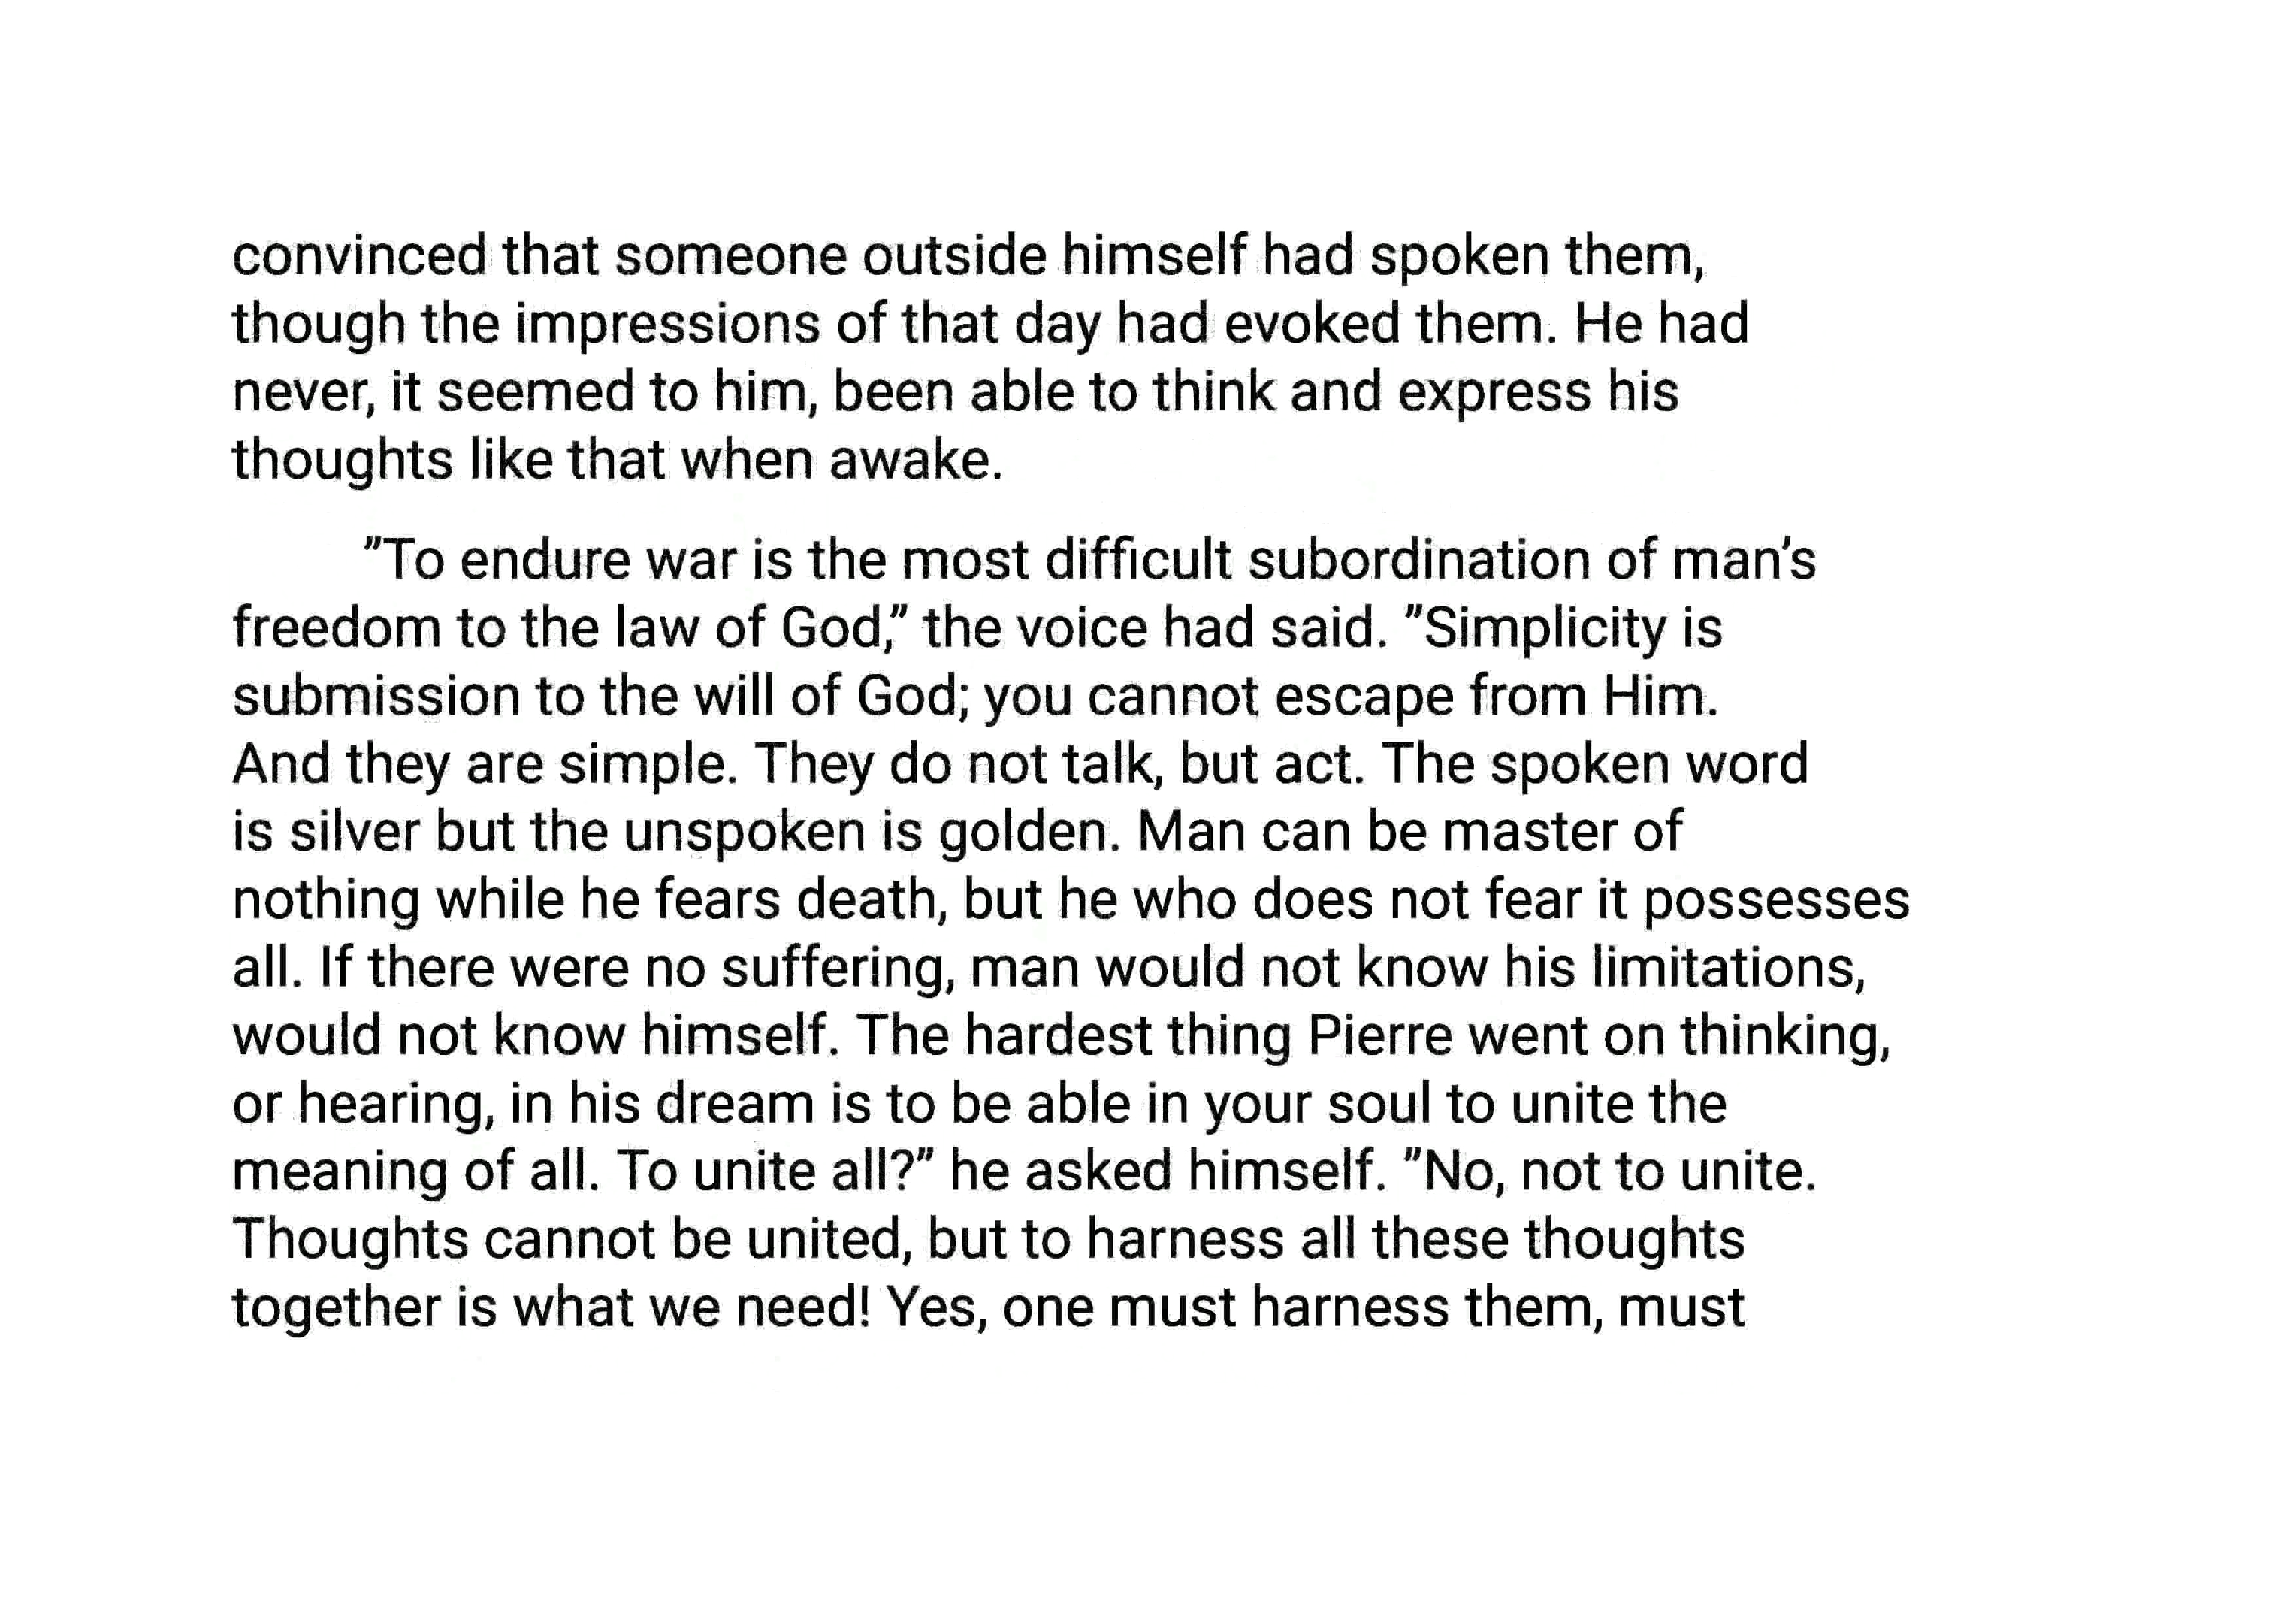 convinced that someone outside himself had spoken them,
though the impressions of that day had evoked them. He had
never, it seemed to him, been able to think and express his
thoughts like that when awake.
"To endure war is the most difficult subordination of man's
freedom to the law of God," the voice had said. "Simplicity is
submission to the will of God; you cannot escape from Him.
And they are simple. They do not talk, but act. The spoken word
is silver but the unspoken is golden. Man can be master of
nothing while he fears death, but he who does not fear it possesses
all. If there were no suffering, man would not know his limitations,
would not know himself. The hardest thing Pierre went on thinking,
or hearing, in his dream is to be able in your soul to unite the
meaning of all. To unite all?" he asked himself. "No, not to unite.
Thoughts cannot be united, but to harness all these thoughts
together is what we need! Yes, one must harness them, must